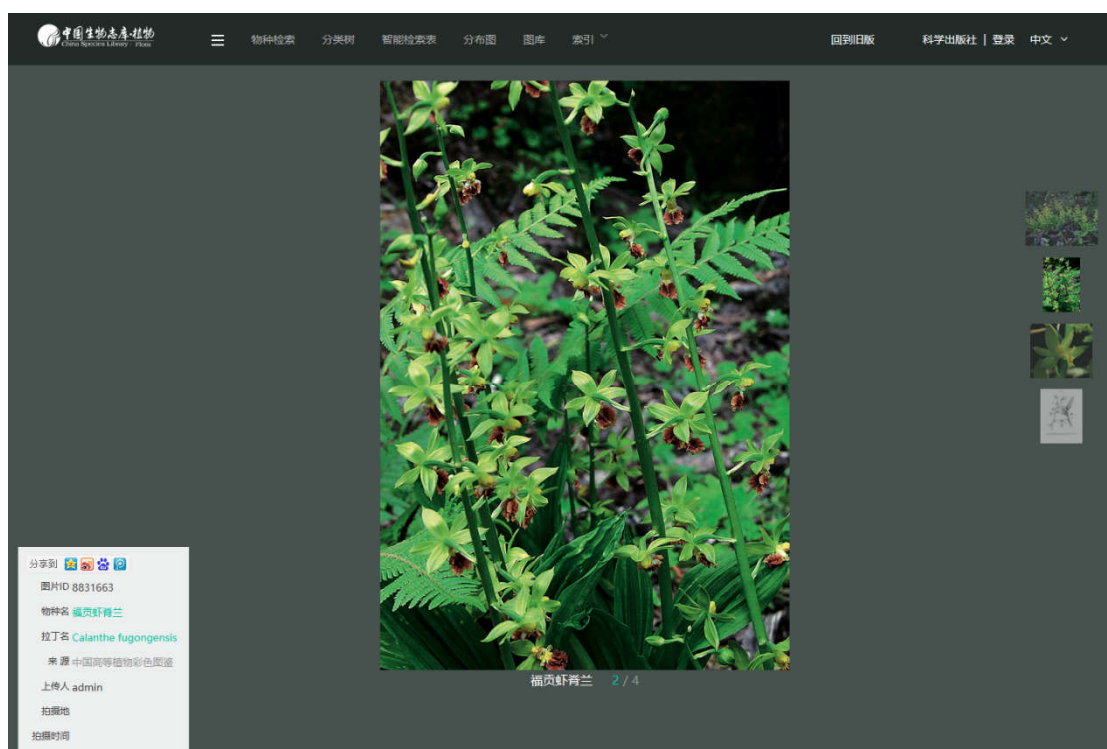 中国生物志库·植物
China Species Library · Flora
物种检索 分类树 智能检索表 分布图 图库 索引
回到旧版 科学出版社 | 登录 中文
福贡虾脊兰 2 / 4
分享到
图片ID 8831663
物种名 福贡虾脊兰
拉丁名 Calanthe fugongensis
来 源 中国高等植物彩色图鉴
上传人 admin
拍摄地
拍摄时间